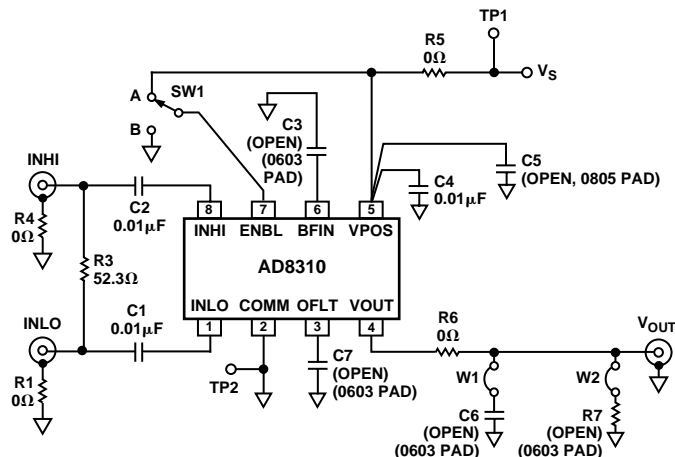 TP1
R5
0Ω
V_S
A
SW1
B
C3
(OPEN)
(0603
PAD)
C5
(OPEN, 0805 PAD)
C4
0.01µF
INHI
R4
0Ω
C2
0.01µF
8
7
6
5
INHI
ENBL
BFIN
VPOS
R3
52.3Ω
AD8310
INLO
COMM
OFLT
VOUT
1
2
3
4
C1
0.01µF
INLO
R1
0Ω
TP2
C7
(OPEN)
(0603 PAD)
R6
0Ω
V_OUT
W1
W2
C6
(OPEN)
(0603 PAD)
R7
(OPEN)
(0603 PAD)